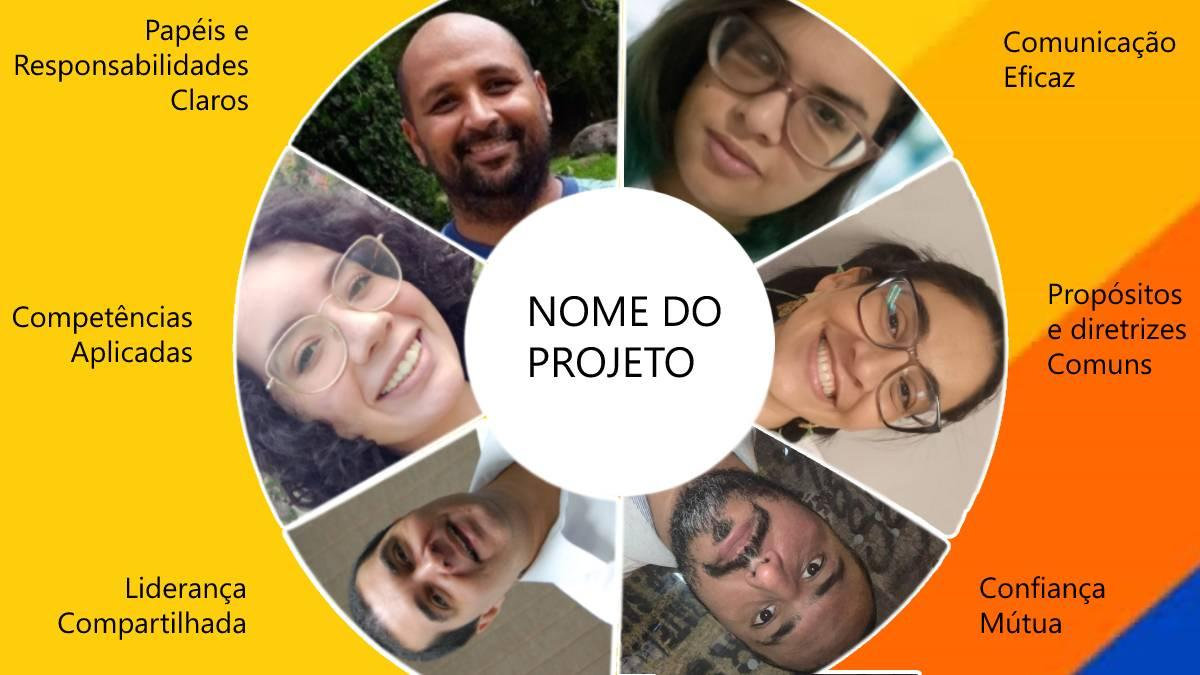 Papéis e
Responsabilidades
Claros
Comunicação
Eficaz
Competências
Aplicadas
NOME DO
PROJETO
Propósitos
e diretrizes
Comuns
Liderança
Compartilhada
Confiança
Mútua